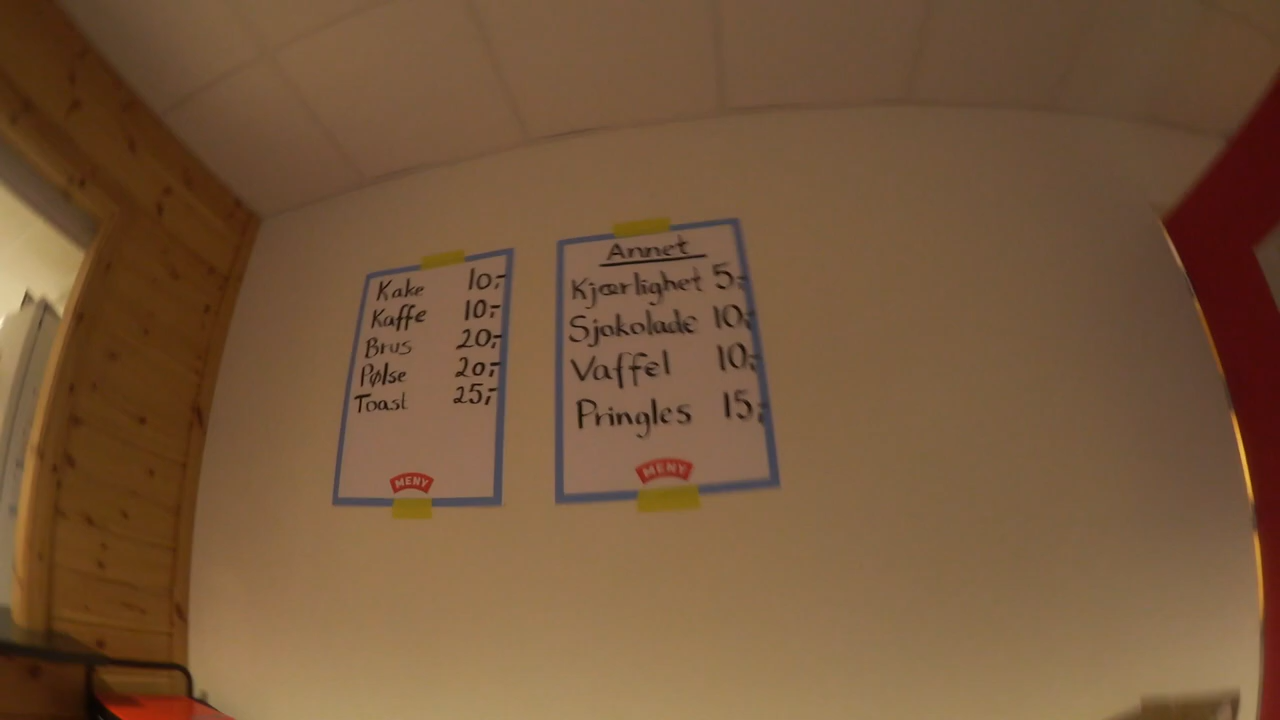 Kake 10,-
Kaffe 10,-
Brus 20,-
Pølse 20,-
Toast 25,-
MENY
Annet
Kjærlighet 5,-
Sjokolade 10,-
Vaffel 10,-
Pringles 15,-
MENY